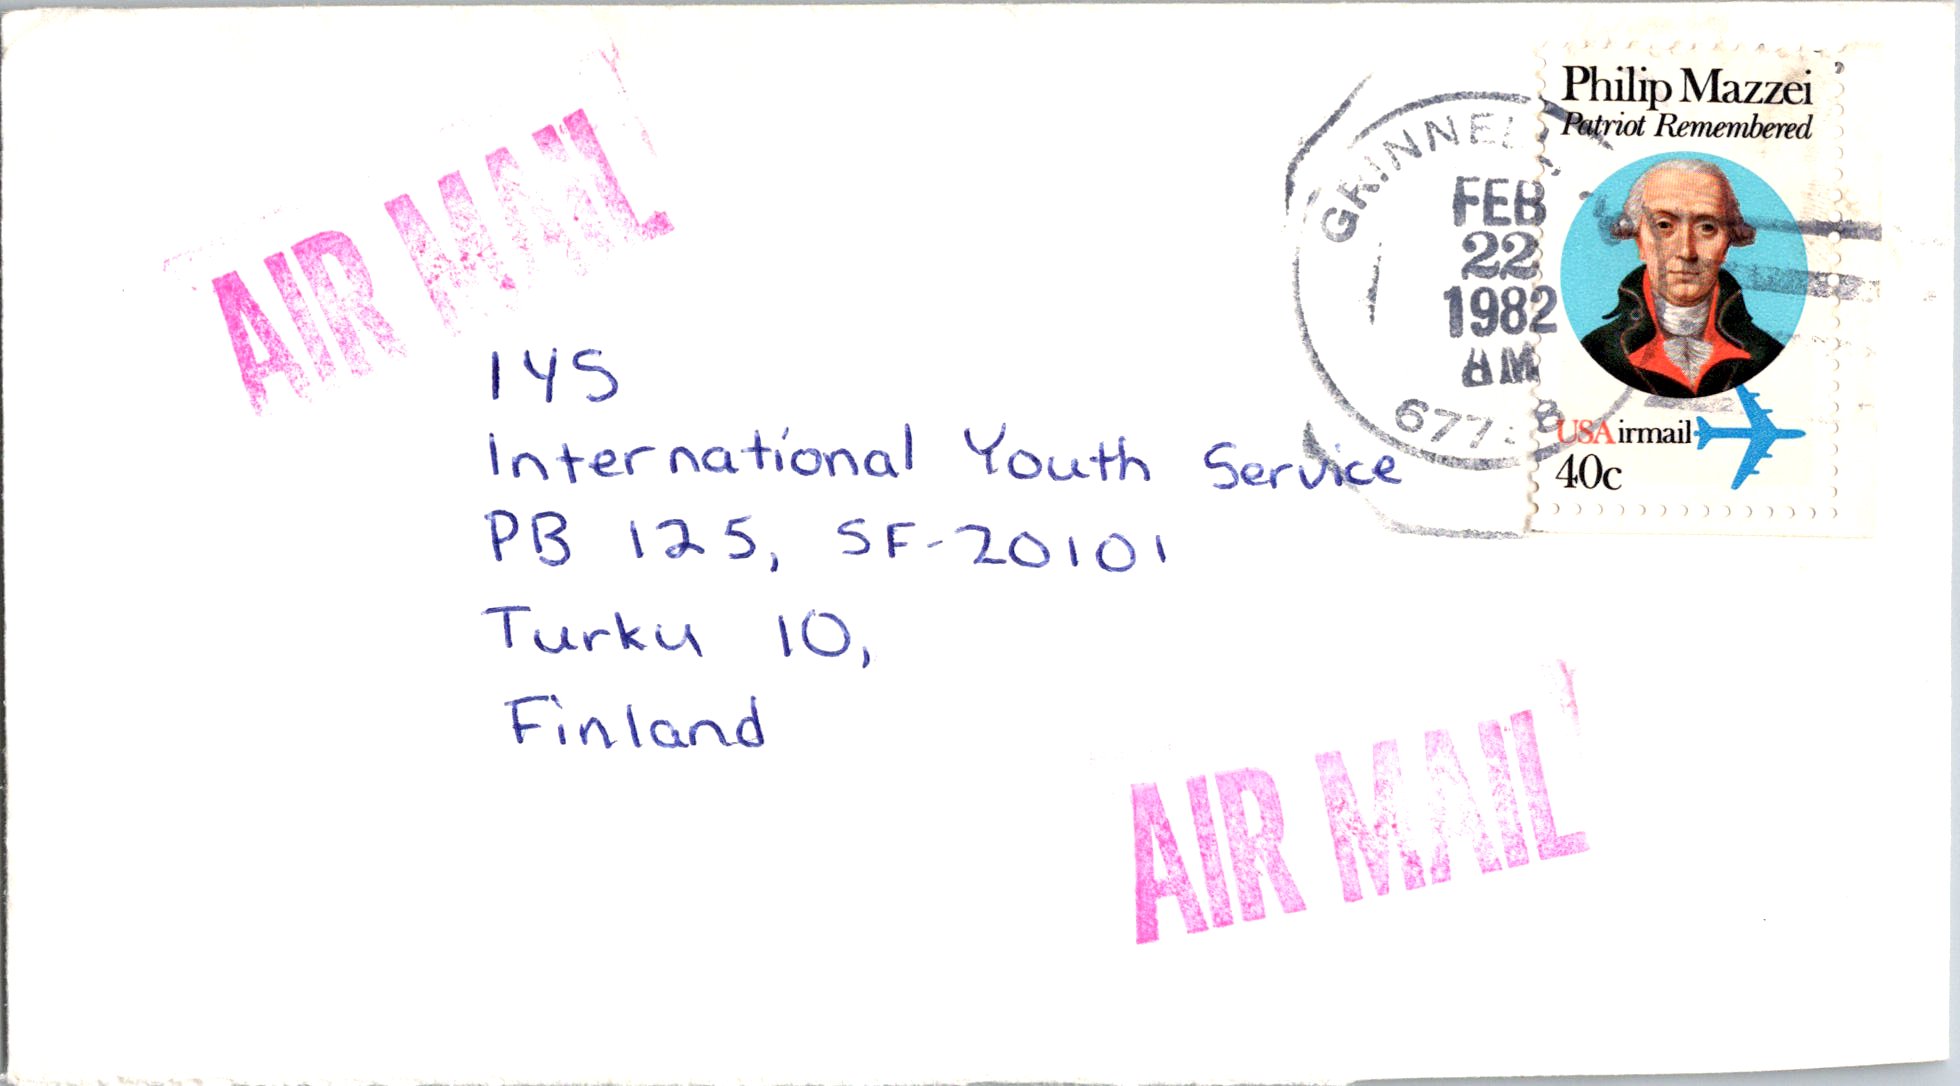 AIR MAIL
Philip Mazzei
Patriot Remembered
USAirmail
40c
GRINNELL
FEB
22
1982
AM
IYS
International Youth Service
PB 125, SF-20101
Turku 10,
Finland
AIR MAIL